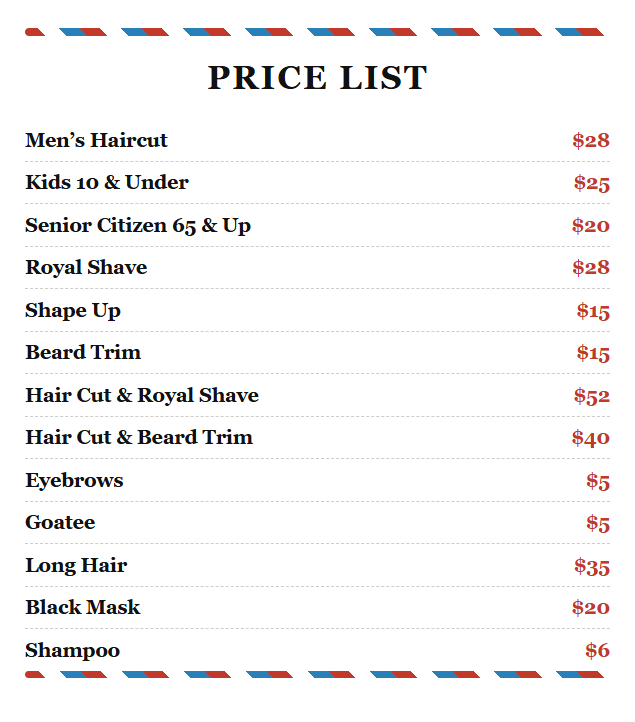 PRICE LIST
Men’s Haircut $28
Kids 10 & Under $25
Senior Citizen 65 & Up $20
Royal Shave $28
Shape Up $15
Beard Trim $15
Hair Cut & Royal Shave $52
Hair Cut & Beard Trim $40
Eyebrows $5
Goatee $5
Long Hair $35
Black Mask $20
Shampoo $6